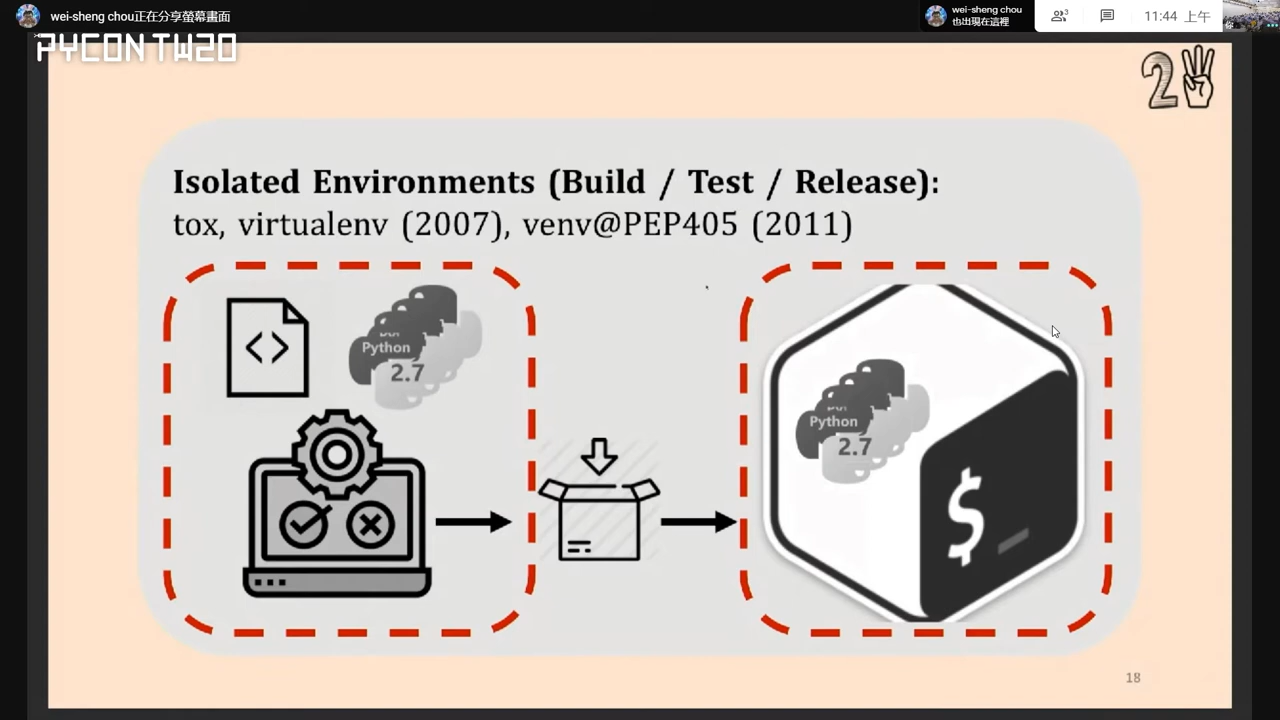 wei-sheng chou正在分享螢幕畫面
wei-sheng chou
也出現在這裡
3
11:44 上午
你
PYCON TW20
2
Isolated Environments (Build / Test / Release):
tox, virtualenv (2007), venv@PEP405 (2011)
Python
2.7
Python
2.7
$
18